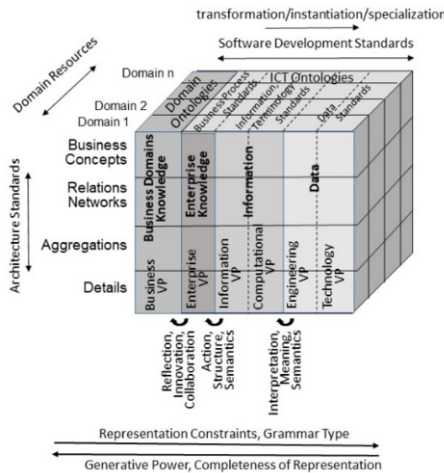 transformation/instantiation/specialization
Software Development Standards
Domain Resources
Domain n
Domain 2
Domain 1
Domain
Ontologies
ICT Ontologies
Business Process
Standards
Information,
Terminology
Standards
Data
Standards
Architecture Standards
Business
Concepts
Relations
Networks
Aggregations
Details
Business Domains
Knowledge
Enterprise
Knowledge
Information
Data
Business
VP
Enterprise
VP
Information
VP
Computational
VP
Engineering
VP
Technology
VP
Reflection,
Innovation,
Collaboration
Action,
Structure,
Semantics
Interpretation,
Meaning,
Semantics
Representation Constraints, Grammar Type
Generative Power, Completeness of Representation